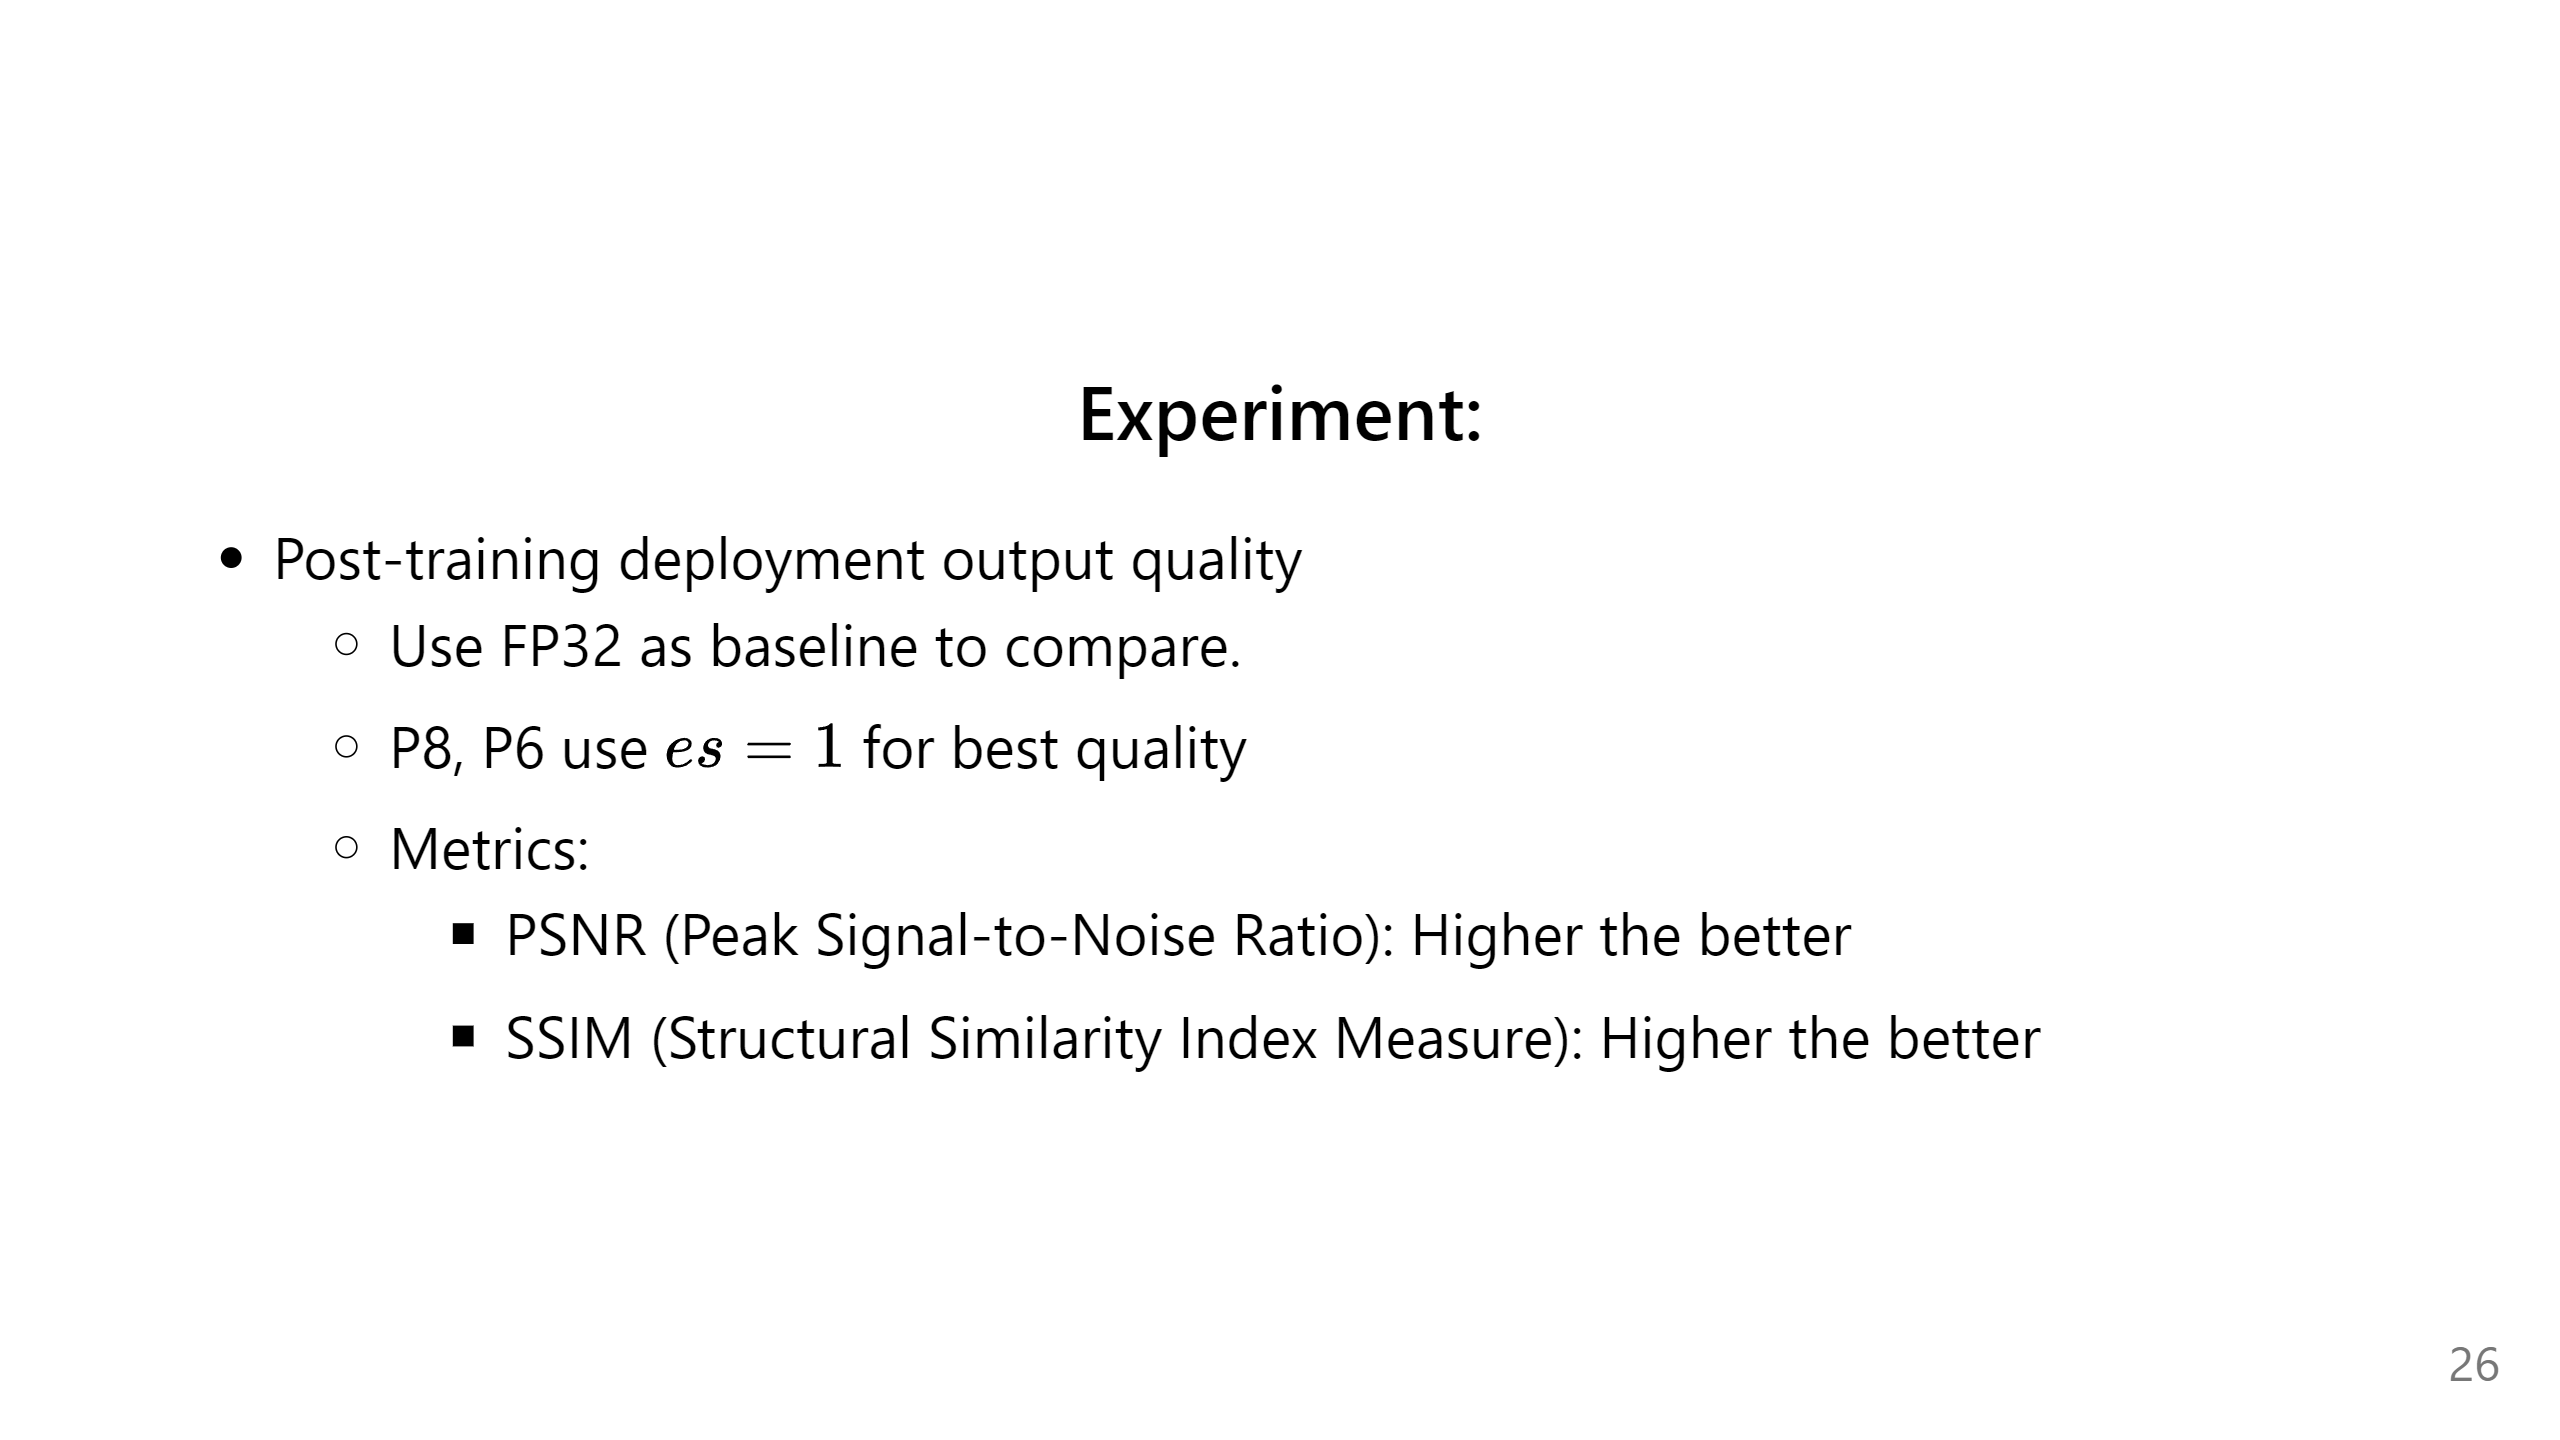 Experiment:
• Post-training deployment output quality
○ Use FP32 as baseline to compare.
○ P8, P6 use es = 1 for best quality
○ Metrics:
■ PSNR (Peak Signal-to-Noise Ratio): Higher the better
■ SSIM (Structural Similarity Index Measure): Higher the better
26